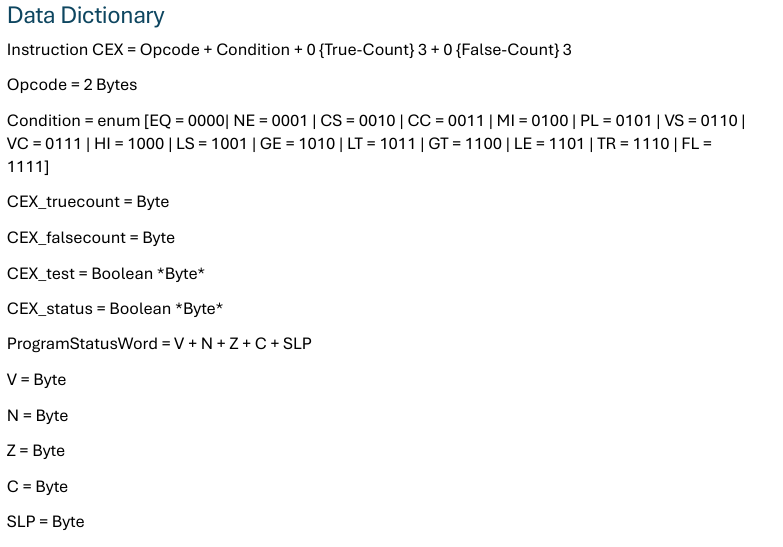 Data Dictionary
Instruction CEX = Opcode + Condition + 0 {True-Count} 3 + 0 {False-Count} 3
Opcode = 2 Bytes
Condition = enum [EQ = 0000| NE = 0001 | CS = 0010 | CC = 0011 | MI = 0100 | PL = 0101 | VS = 0110 |
VC = 0111 | HI = 1000 | LS = 1001 | GE = 1010 | LT = 1011 | GT = 1100 | LE = 1101 | TR = 1110 | FL =
1111]
CEX_truecount = Byte
CEX_falsecount = Byte
CEX_test = Boolean *Byte*
CEX_status = Boolean *Byte*
ProgramStatusWord = V + N + Z + C + SLP
V = Byte
N = Byte
Z = Byte
C = Byte
SLP = Byte